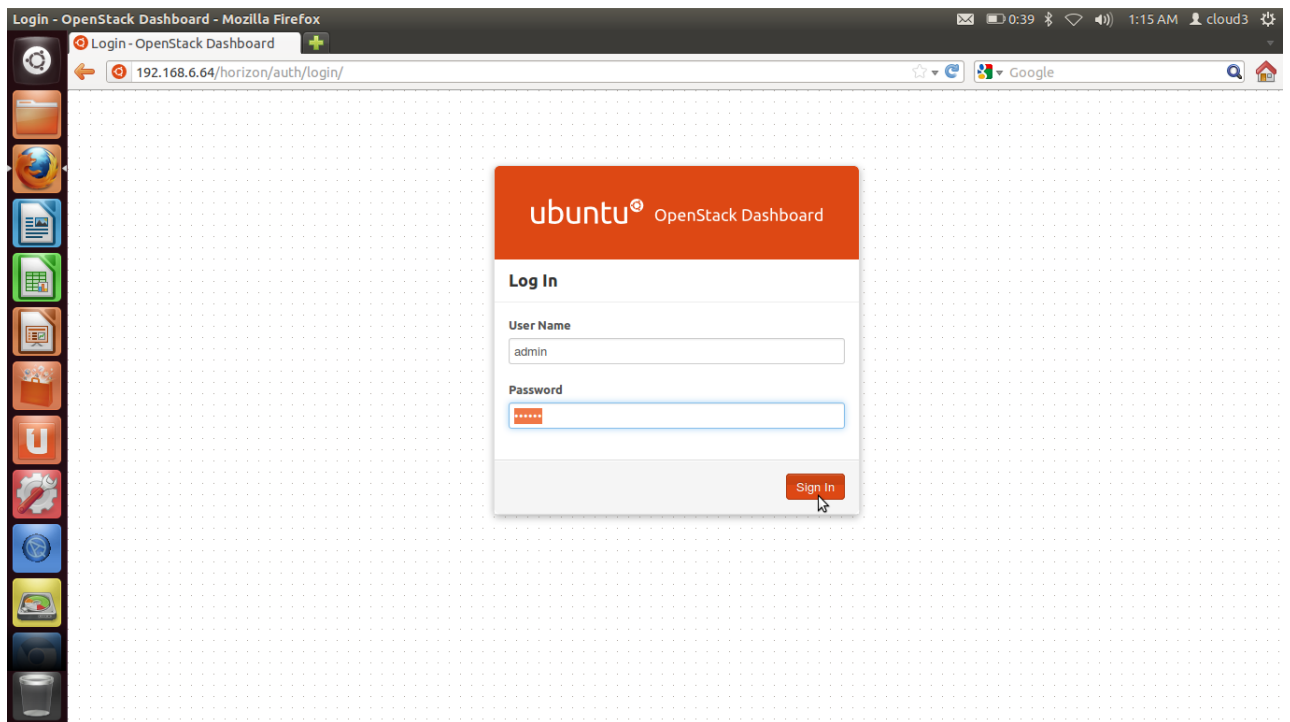 Login - OpenStack Dashboard - Mozilla Firefox
0:39 1:15 AM cloud3
Login - OpenStack Dashboard
192.168.6.64/horizon/auth/login/
Google
ubuntu OpenStack Dashboard
Log In
User Name
admin
Password
••••••
Sign In